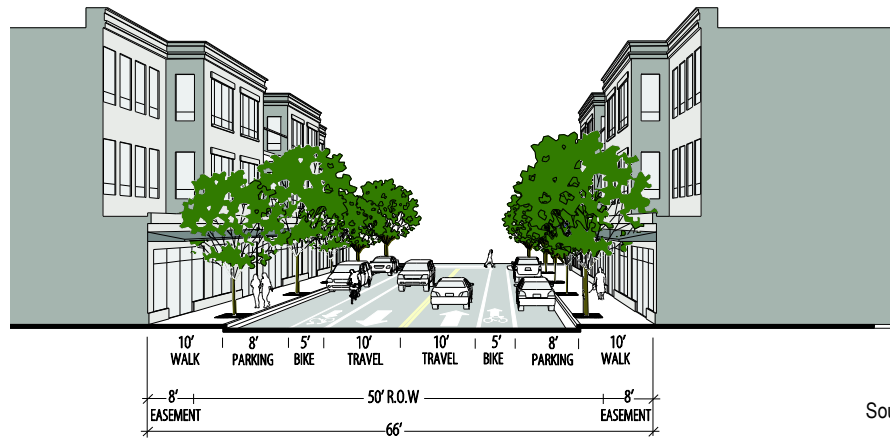 10' 8' 5' 10' 10' 5' 8' 10'
WALK PARKING BIKE TRAVEL TRAVEL BIKE PARKING WALK
8' 50' R.O.W 8'
EASEMENT EASEMENT
66'
Sou